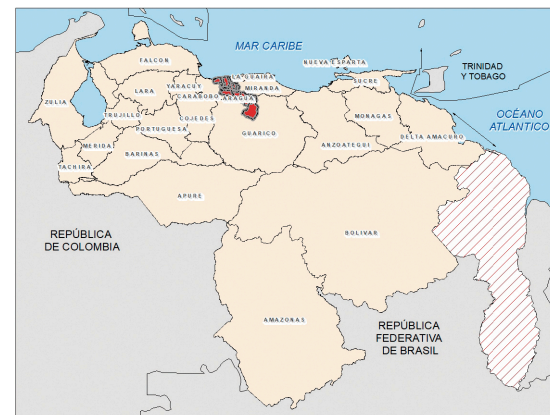 MAR CARIBE
NUEVA ESPARTA
TRINIDAD
Y TOBAGO
FALCON
LA GUAIRA
SUCRE
OCÉANO
ATLANTICO
ZULIA
LARA
YARACUY
CARABOBO
MIRANDA
ARAGUA
TRUJILLO
COJEDES
MONAGAS
PORTUGUESA
GUARICO
DELTA AMACURO
MERIDA
BARINAS
ANZOATEGUI
TACHIRA
APURE
BOLIVAR
REPÚBLICA
DE COLOMBIA
AMAZONAS
REPÚBLICA
FEDERATIVA
DE BRASIL